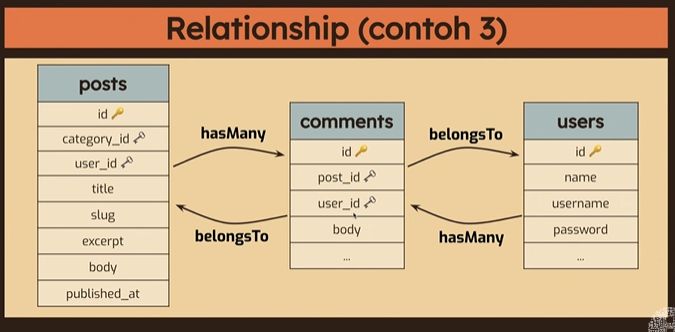 Relationship (contoh 3)
posts
id
category_id
user_id
title
slug
excerpt
body
published_at
hasMany
belongsTo
comments
id
post_id
user_id
body
...
belongsTo
hasMany
users
id
name
username
password
...